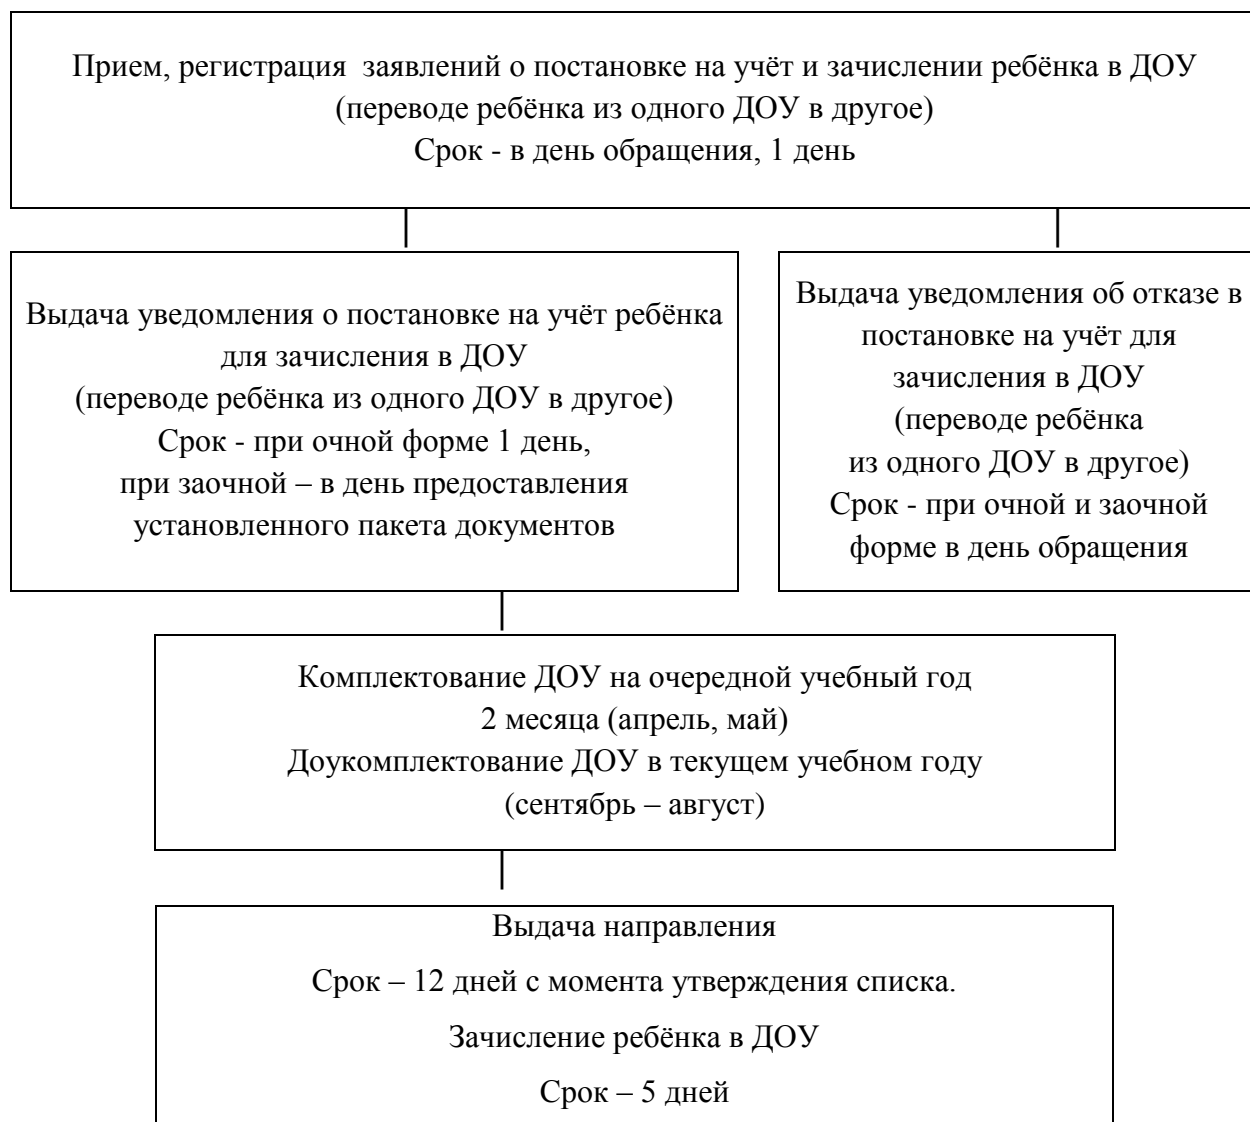 Прием, регистрация заявлений о постановке на учёт и зачислении ребёнка в ДОУ
(переводе ребёнка из одного ДОУ в другое)
Срок - в день обращения, 1 день
Выдача уведомления о постановке на учёт ребёнка
для зачисления в ДОУ
(переводе ребёнка из одного ДОУ в другое)
Срок - при очной форме 1 день,
при заочной – в день предоставления
установленного пакета документов
Выдача уведомления об отказе в
постановке на учёт для
зачисления в ДОУ
(переводе ребёнка
из одного ДОУ в другое)
Срок - при очной и заочной
форме в день обращения
Комплектование ДОУ на очередной учебный год
2 месяца (апрель, май)
Доукомплектование ДОУ в текущем учебном году
(сентябрь – август)
Выдача направления
Срок – 12 дней с момента утверждения списка.
Зачисление ребёнка в ДОУ
Срок – 5 дней